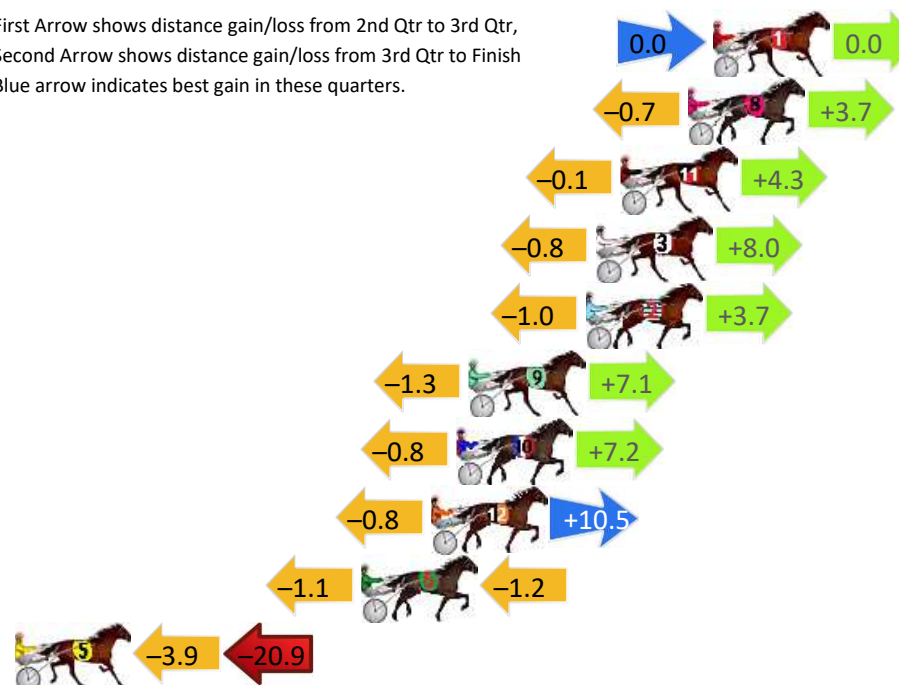 First Arrow shows distance gain/loss from 2nd Qtr to 3rd Qtr,
Second Arrow shows distance gain/loss from 3rd Qtr to Finish
Blue arrow indicates best gain in these quarters.
0.0 1 0.0
–0.7 8 +3.7
–0.1 11 +4.3
–0.8 3 +8.0
–1.0 +3.7
–1.3 9 +7.1
–0.8 10 +7.2
–0.8 12 +10.5
–1.1 –1.2
5 –3.9 –20.9